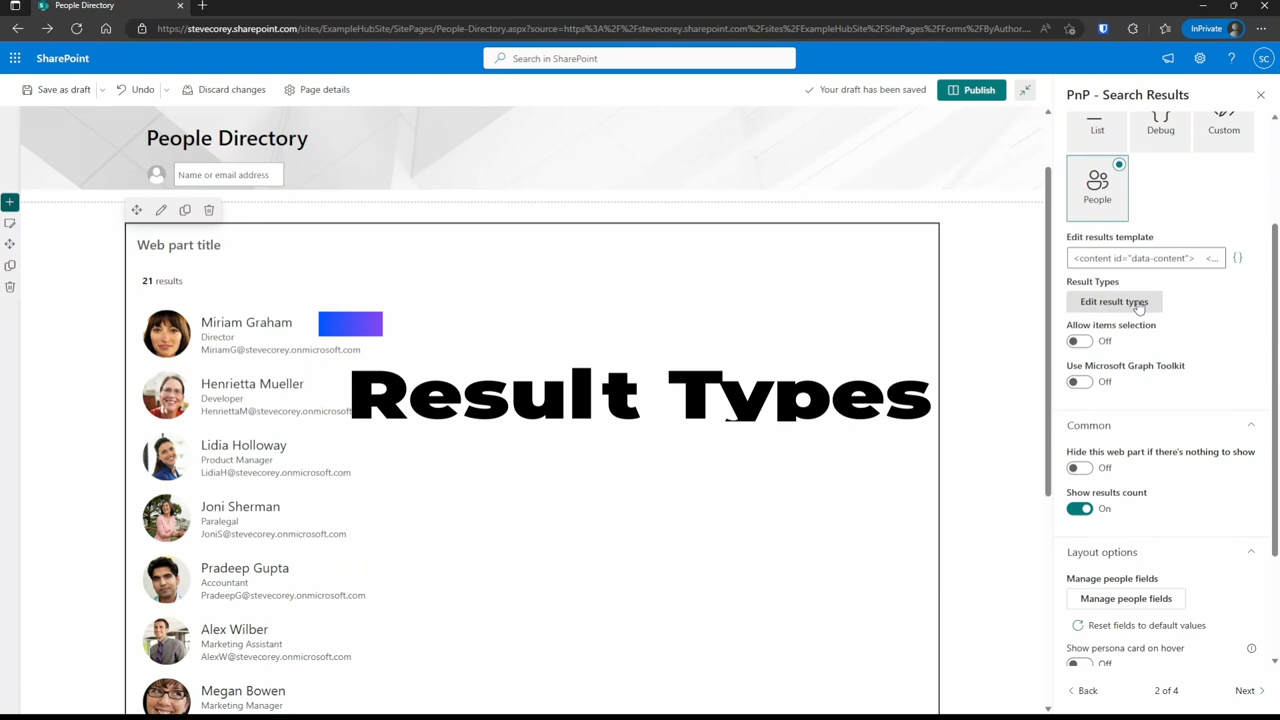 People Directory
https://stevecorey.sharepoint.com/sites/ExampleHubSite/SitePages/People-Directory.aspx?source=https%3A%2F%2Fstevecorey.sharepoint.com%2Fsites%2FExampleHubSite%2FSitePages%2FForms%2FByAuthor....
InPrivate
SharePoint
Search in SharePoint
SC
Save as draft
Undo
Discard changes
Page details
Your draft has been saved
Publish
People Directory
Name or email address
Web part title
21 results
Miriam Graham
Director
MiriamG@stevecorey.onmicrosoft.com
Henrietta Mueller
Developer
HenriettaM@stevecorey.onmicrosoft
Result Types
Lidia Holloway
Product Manager
LidiaH@stevecorey.onmicrosoft.com
Joni Sherman
Paralegal
JoniS@stevecorey.onmicrosoft.com
Pradeep Gupta
Accountant
PradeepG@stevecorey.onmicrosoft.com
Alex Wilber
Marketing Assistant
AlexW@stevecorey.onmicrosoft.com
Megan Bowen
Marketing Manager
PnP - Search Results
List
Debug
Custom
People
Edit results template
<content id="data-content"> <...
{}
Result Types
Edit result types
Allow items selection
Off
Use Microsoft Graph Toolkit
Off
Common
Hide this web part if there's nothing to show
Off
Show results count
On
Layout options
Manage people fields
Manage people fields
Reset fields to default values
Show persona card on hover
Off
Back
2 of 4
Next